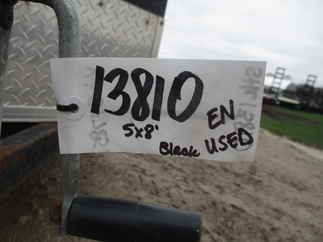 13810
5x8'
EN
Black USED